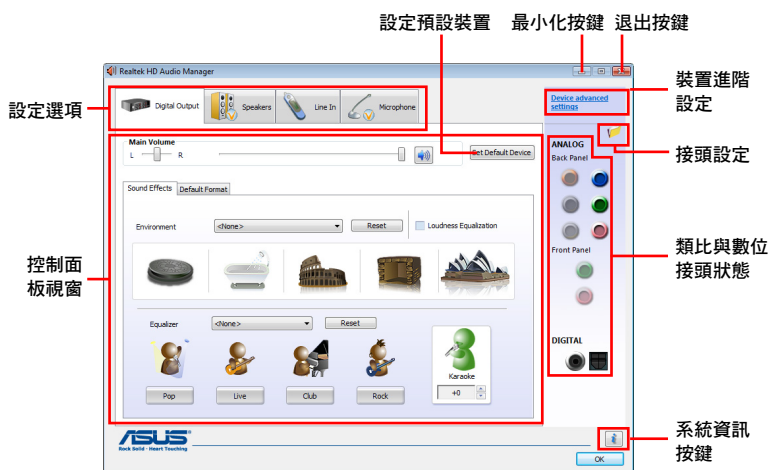 設定預設裝置
最小化按鍵
退出按鍵
Realtek HD Audio Manager
設定選項
Digital Output
Speakers
Line In
Microphone
Device advanced
settings
裝置進階
設定
Main Volume
L
R
Set Default Device
ANALOG
Back Panel
接頭設定
Sound Effects
Default Format
Environment
<None>
Reset
Loudness Equalization
控制面
板視窗
Front Panel
類比與數位
接頭狀態
Equalizer
<None>
Reset
DIGITAL
Karaoke
Pop
Live
Club
Rock
+0
ASUS
Rock Solid · Heart Touching
i
系統資訊
按鍵
OK